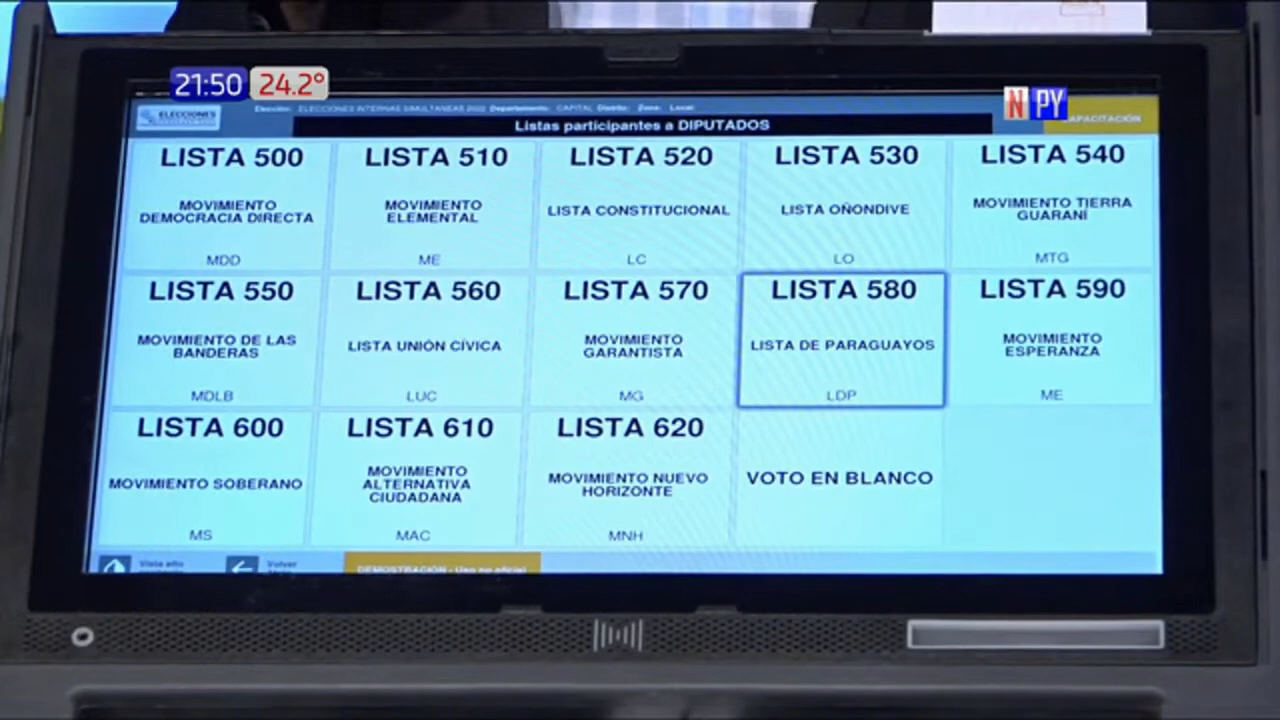 21:50 24.2°
N PY
ELECCIONES
Elección: ELECCIONES INTERNAS SIMULTANEAS 2022 Departamento: CAPITAL Distrito: Zona: Local:
CAPACITACIÓN
Listas participantes a DIPUTADOS
LISTA 500
MOVIMIENTO
DEMOCRACIA DIRECTA
MDD
LISTA 510
MOVIMIENTO
ELEMENTAL
ME
LISTA 520
LISTA CONSTITUCIONAL
LC
LISTA 530
LISTA OÑONDIVE
LO
LISTA 540
MOVIMIENTO TIERRA
GUARANÍ
MTG
LISTA 550
MOVIMIENTO DE LAS
BANDERAS
MDLB
LISTA 560
LISTA UNIÓN CÍVICA
LUC
LISTA 570
MOVIMIENTO
GARANTISTA
MG
LISTA 580
LISTA DE PARAGUAYOS
LDP
LISTA 590
MOVIMIENTO
ESPERANZA
ME
LISTA 600
MOVIMIENTO SOBERANO
MS
LISTA 610
MOVIMIENTO
ALTERNATIVA
CIUDADANA
MAC
LISTA 620
MOVIMIENTO NUEVO
HORIZONTE
MNH
VOTO EN BLANCO
Vista alto
Volver
DEMOSTRACIÓN - Uso no oficial